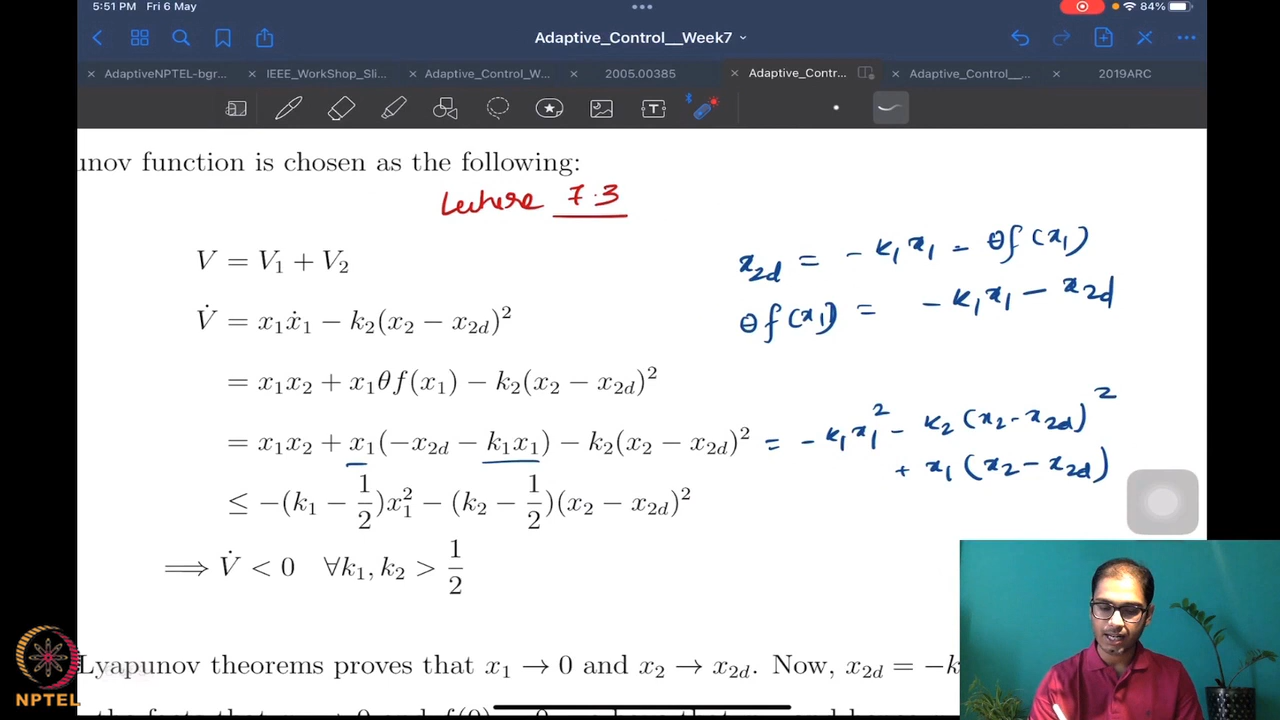 5:51 PM Fri 6 May
84%
Adaptive_Control__Week7
AdaptiveNPTEL-bgr...
IEEE_WorkShop_Sli...
Adaptive_Control_W...
2005.00385
Adaptive_Contr...
Adaptive_Control__...
2019ARC
unov function is chosen as the following:
Lecture 7.3
V = V₁ + V₂
V̇ = x₁ẋ₁ − k₂(x₂ − x₂d)²
= x₁x₂ + x₁θf(x₁) − k₂(x₂ − x₂d)²
= x₁x₂ + x₁(−x₂d − k₁x₁) − k₂(x₂ − x₂d)²
≤ −(k₁ − 1/2)x₁² − (k₂ − 1/2)(x₂ − x₂d)²
⟹ V̇ < 0 ∀k₁, k₂ > 1/2
x₂d = −k₁x₁ − θf(x₁)
θf(x₁) = −k₁x₁ − x₂d
= −k₁x₁² − k₂(x₂ − x₂d)²
+ x₁(x₂ − x₂d)
Lyapunov theorems proves that x₁ → 0 and x₂ → x₂d. Now, x₂d = −k
NPTEL